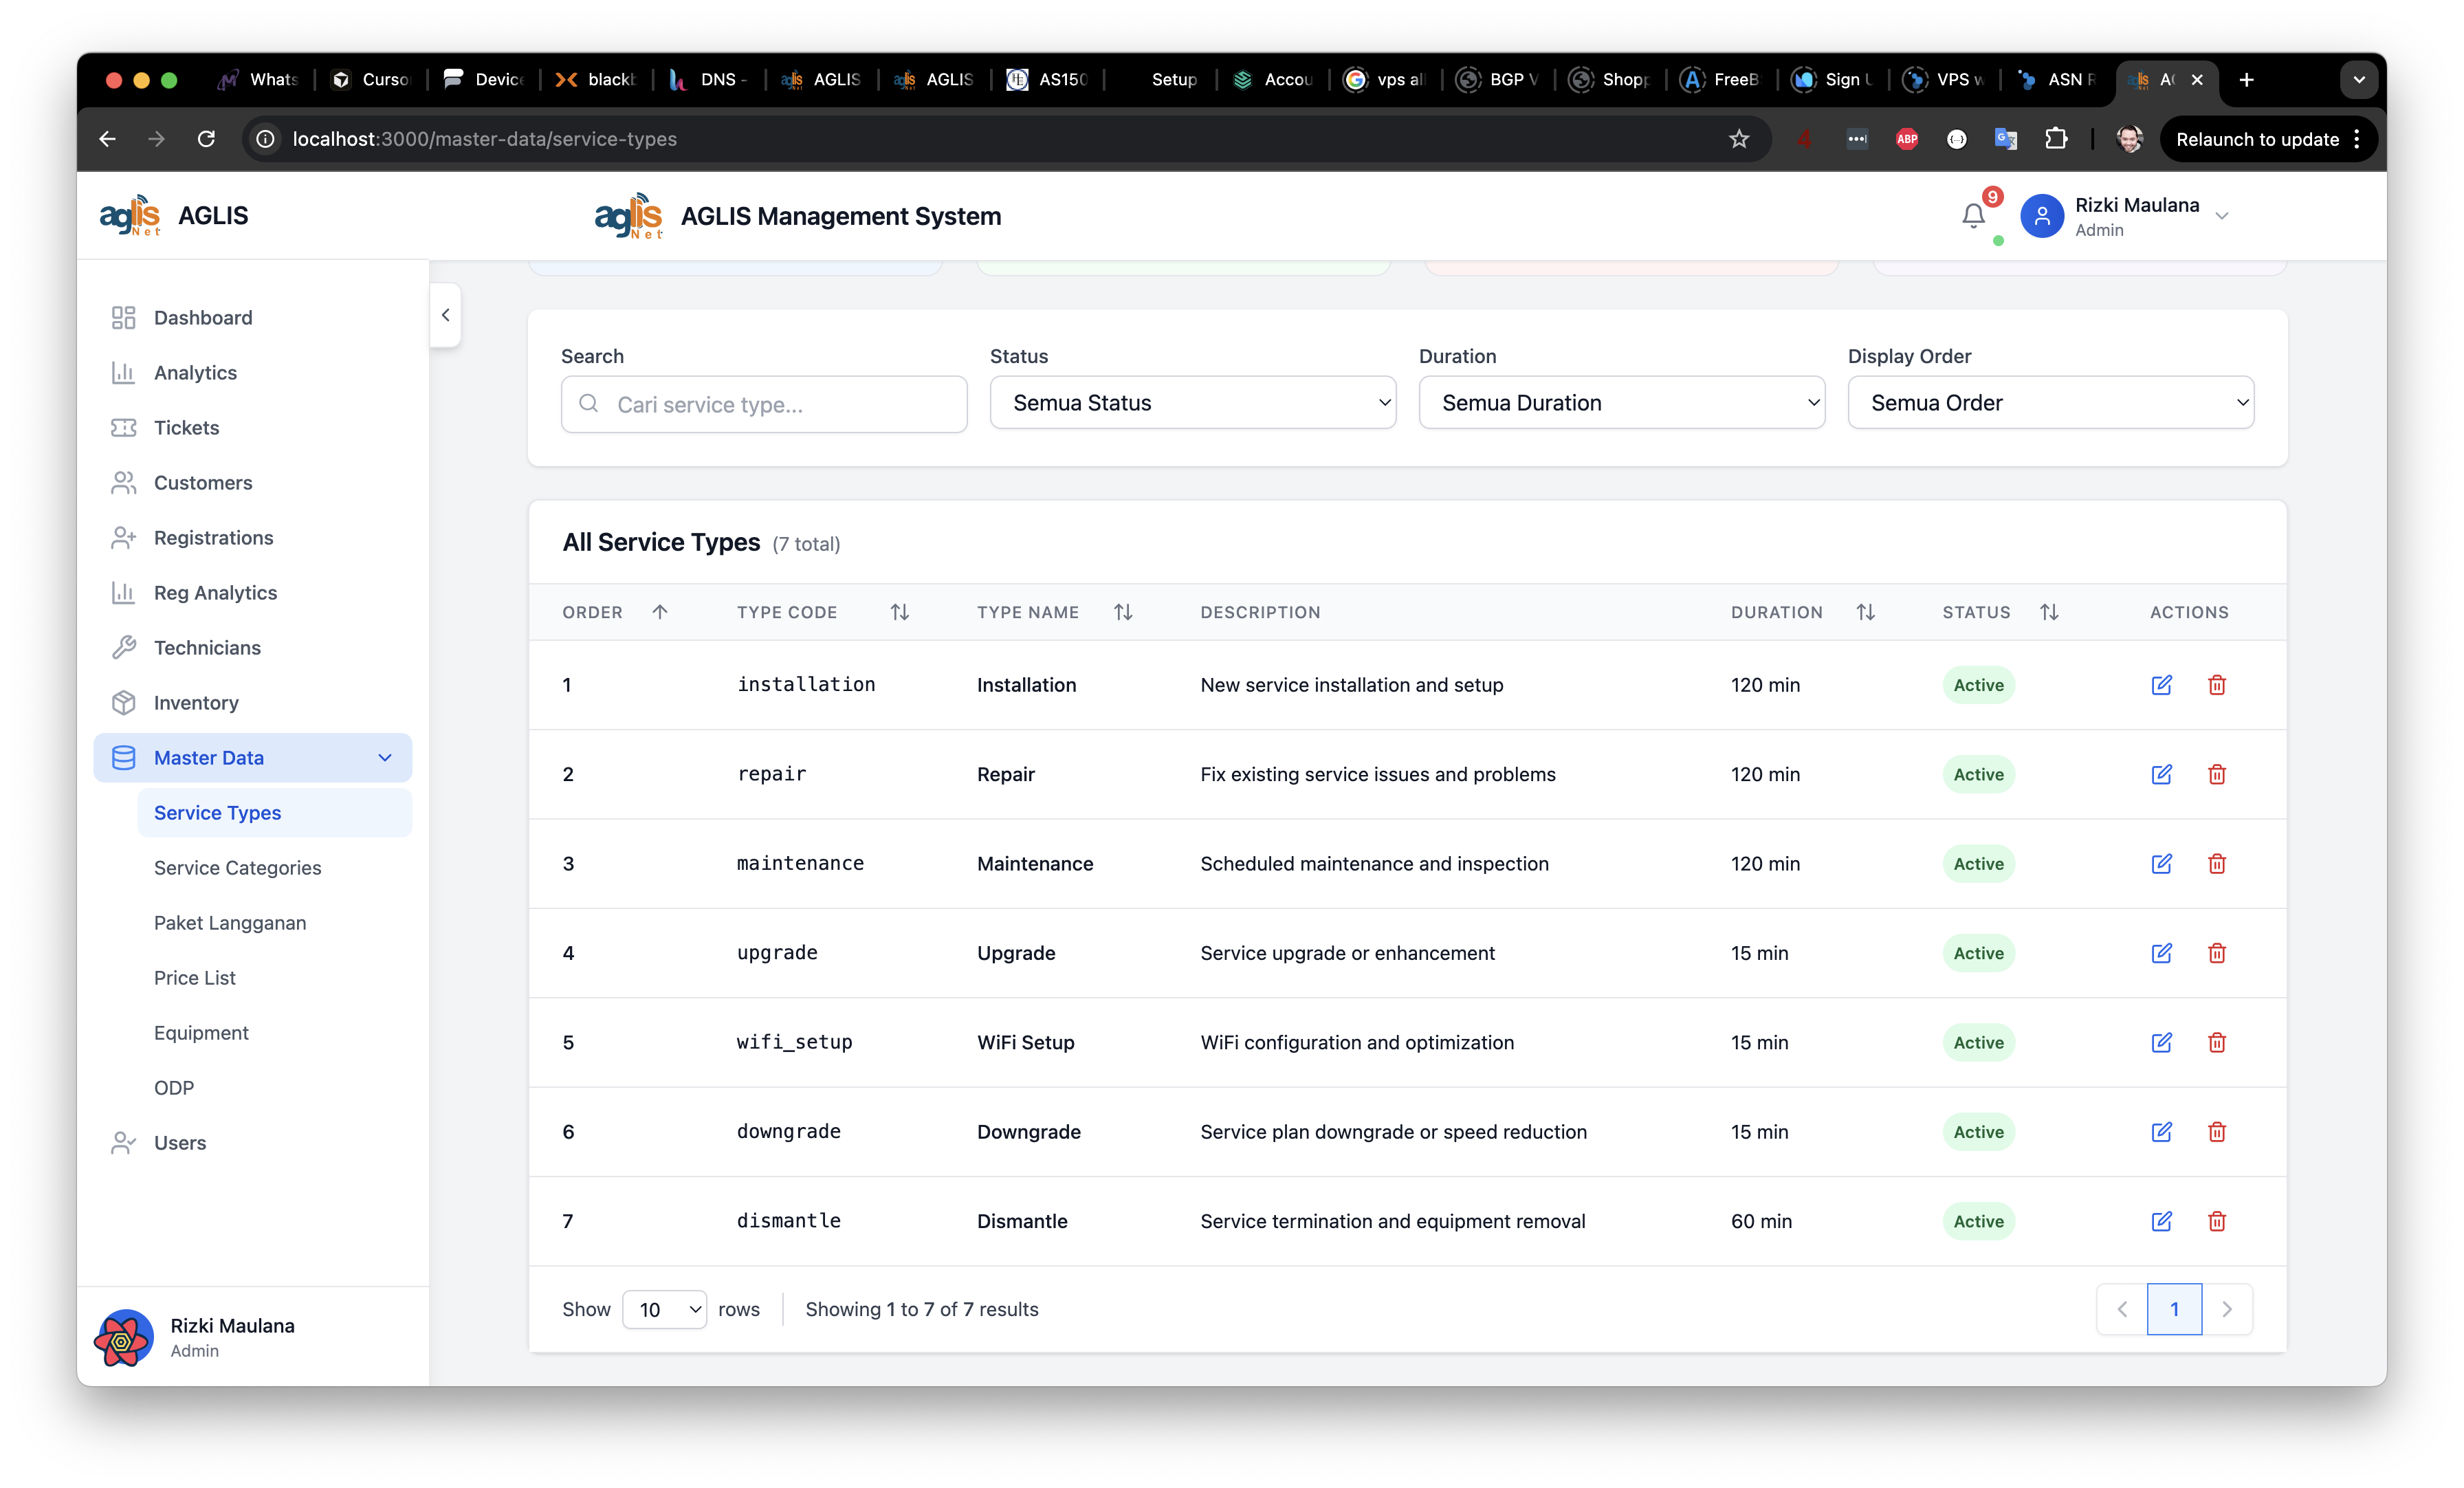 Whats Curso Device blackb DNS - AGLIS AGLIS AS150 Setup Accou vps all BGP V Shopp FreeB Sign U VPS w ASN R
localhost:3000/master-data/service-types
ABP
Relaunch to update
aglis Net AGLIS
aglis Net AGLIS Management System
9
Rizki Maulana
Admin
Dashboard
Analytics
Tickets
Customers
Registrations
Reg Analytics
Technicians
Inventory
Master Data
Service Types
Service Categories
Paket Langganan
Price List
Equipment
ODP
Users
Rizki Maulana
Admin
Search Status Duration Display Order
Cari service type... Semua Status Semua Duration Semua Order
All Service Types (7 total)
ORDER TYPE CODE TYPE NAME DESCRIPTION DURATION STATUS ACTIONS
1 installation Installation New service installation and setup 120 min Active
2 repair Repair Fix existing service issues and problems 120 min Active
3 maintenance Maintenance Scheduled maintenance and inspection 120 min Active
4 upgrade Upgrade Service upgrade or enhancement 15 min Active
5 wifi_setup WiFi Setup WiFi configuration and optimization 15 min Active
6 downgrade Downgrade Service plan downgrade or speed reduction 15 min Active
7 dismantle Dismantle Service termination and equipment removal 60 min Active
Show 10 rows Showing 1 to 7 of 7 results
1